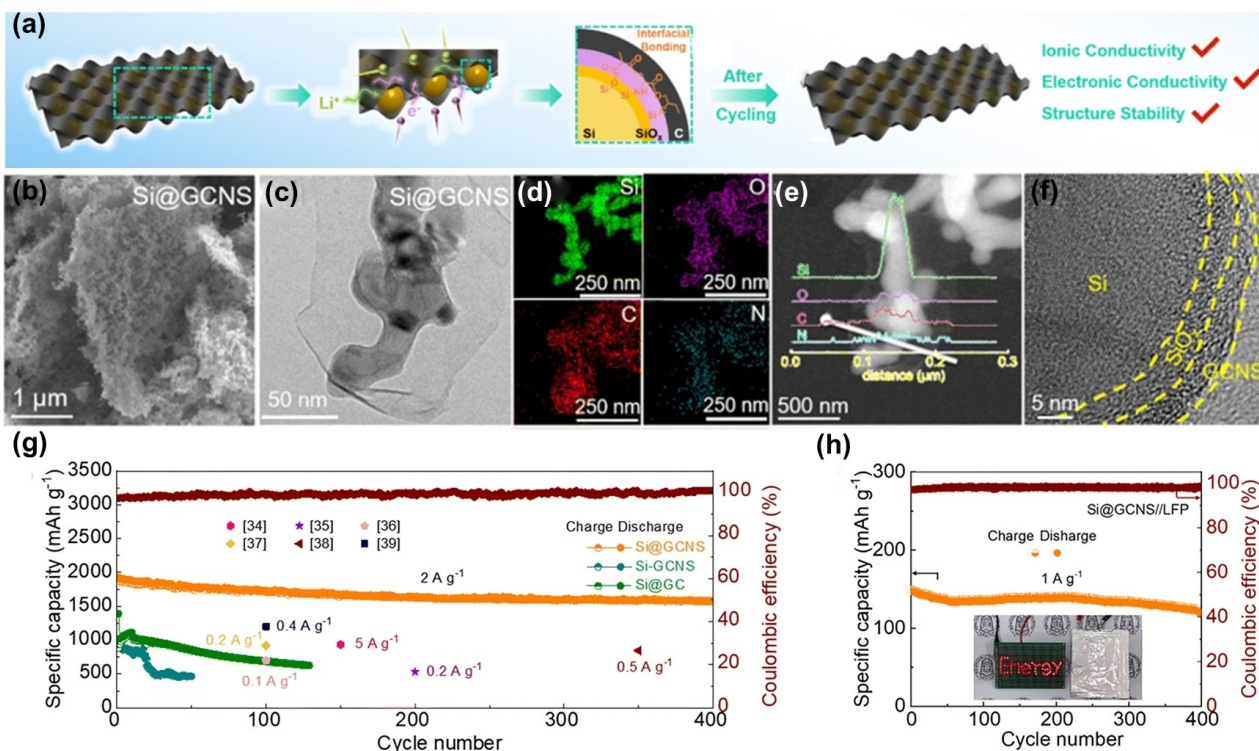 (a)
Li⁺
e⁻
Interfacial
Bonding
Si
SiOₓ
C
After
Cycling
Ionic Conductivity
Electronic Conductivity
Structure Stability
(b)
Si@GCNS
1 µm
(c)
Si@GCNS
50 nm
(d)
Si
250 nm
O
250 nm
C
250 nm
N
250 nm
(e)
Si
O
C
N
0.0 0.1 0.2 0.3
distance (µm)
500 nm
(f)
Si
SiOₓ
GCNS
5 nm
(g)
Specific capacity (mAh g⁻¹)
3500
3000
2500
2000
1500
1000
500
0
[34] [35] [36]
[37] [38] [39]
Charge Discharge
Si@GCNS
Si-GCNS
Si@GC
2 A g⁻¹
0.4 A g⁻¹
0.2 A g⁻¹
5 A g⁻¹
0.1 A g⁻¹
0.2 A g⁻¹
0.5 A g⁻¹
100
80
60
40
20
0
Coulombic efficiency (%)
0 100 200 300 400
Cycle number
(h)
Specific capacity (mAh g⁻¹)
300
200
100
0
Si@GCNS//LFP
Charge Disharge
1 A g⁻¹
Energy
100
80
60
40
20
0
Coulombic efficiency (%)
0 100 200 300 400
Cycle number